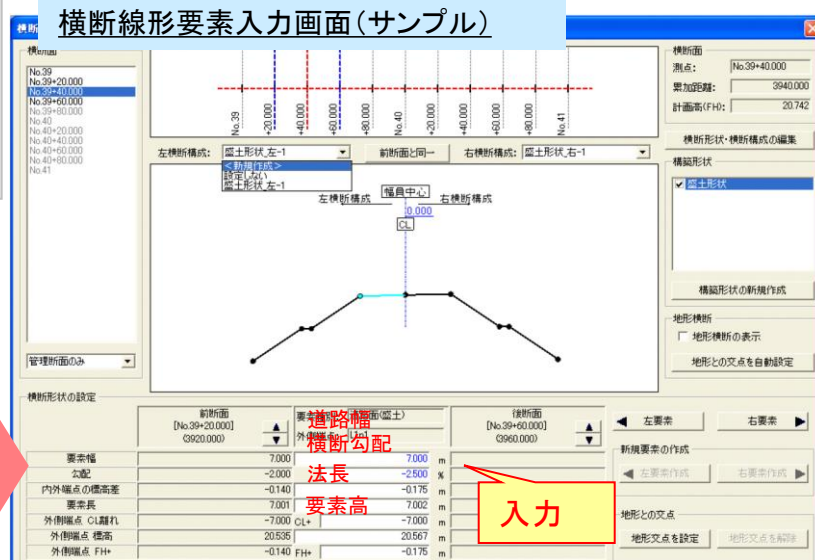 横断線形要素入力画面(サンプル)
横断面
No.39
No.39+20.000
No.39+40.000
No.39+60.000
No.39+80.000
No.40
No.40+20.000
No.40+40.000
No.40+60.000
No.40+80.000
No.41
管理断面のみ
No.39
+20.000
+40.000
+60.000
+80.000
No.40
+20.000
+40.000
+60.000
+80.000
No.41
左横断構成: 盛土形状_左-1
前断面と同一
右横断構成: 盛土形状_右-1
<新規作成>
設定しない
盛土形状_左-1
左横断構成 幅員中心 右横断構成
0.000
CL
横断面
測点: No.39+40.000
累加距離: 3940.000
計画高(FH): 20.742
横断形状・横断構成の編集
構築形状
盛土形状
構築形状の新規作成
地形横断
地形横断の表示
地形との交点を自動設定
横断形状の設定
前断面
[No.39+20.000]
(3920.000)
後断面
[No.39+60.000]
(3960.000)
要素幅 7.000 7.000 m
勾配 -2.000 -2.500 %
内外端点の標高差 -0.140 -0.175 m
要素長 7.001 7.002 m
外側端点 CL離れ -7.000 CL+ -7.000 m
外側端点 標高 20.535 20.567 m
外側端点 FH+ -0.140 FH+ -0.175 m
道路幅
横断勾配
法長
要素高
入力
左要素
右要素
新規要素の作成
左要素作成
右要素作成
地形との交点
地形交点を設定
地形交点を解除